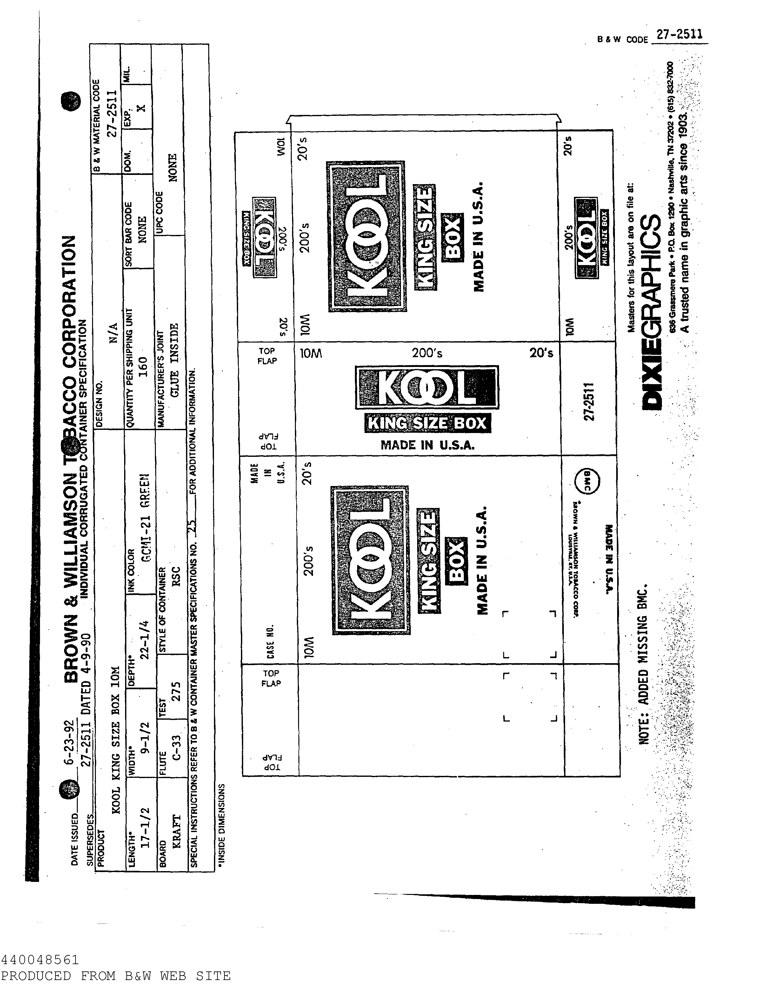 B & W CODE 27-2511
DATE ISSUED 6-23-92 BROWN & WILLIAMSON TOBACCO CORPORATION
SUPERSEDES 27-2511 DATED 4-9-90 INDIVIDUAL CORRUGATED CONTAINER SPECIFICATION
PRODUCT
KOOL KING SIZE BOX 10M
DESIGN NO.
N/A
B & W MATERIAL CODE
27-2511
LENGTH*
17-1/2
WIDTH*
9-1/2
DEPTH*
22-1/4
INK COLOR
GCMI-21 GREEN
QUANTITY PER SHIPPING UNIT
160
SORT BAR CODE
NONE
DOM.
EXP.
X
MIL.
BOARD
KRAFT
FLUTE
C-33
TEST
275
STYLE OF CONTAINER
RSC
MANUFACTURER'S JOINT
GLUE INSIDE
UPC CODE
NONE
SPECIAL INSTRUCTIONS REFER TO B & W CONTAINER MASTER SPECIFICATIONS NO. 25 FOR ADDITIONAL INFORMATION.
*INSIDE DIMENSIONS
TOP
FLAP
TOP
FLAP
CASE NO.
MADE
IN
U.S.A.
10M 200's 20's
KOOL
KING SIZE
BOX
MADE IN U.S.A.
BMC
BROWN & WILLIAMSON TOBACCO CORP.
LOUISVILLE, KY. U.S.A.
MADE IN U.S.A.
TOP
FLAP
TOP
FLAP
10M 200's 20's
KOOL
KING SIZE BOX
MADE IN U.S.A.
27-2511
20's 200's 10M
KOOL
KING SIZE BOX
10M 200's 20's
KOOL
KING SIZE
BOX
MADE IN U.S.A.
10M 200's 20's
KOOL
KING SIZE BOX
NOTE: ADDED MISSING BMC.
Masters for this layout are on file at:
DIXIEGRAPHICS
636 Grassmere Park • P.O. Box 1290 • Nashville, TN 37202 • (615) 832-7000
A trusted name in graphic arts since 1903.
440048561
PRODUCED FROM B&W WEB SITE